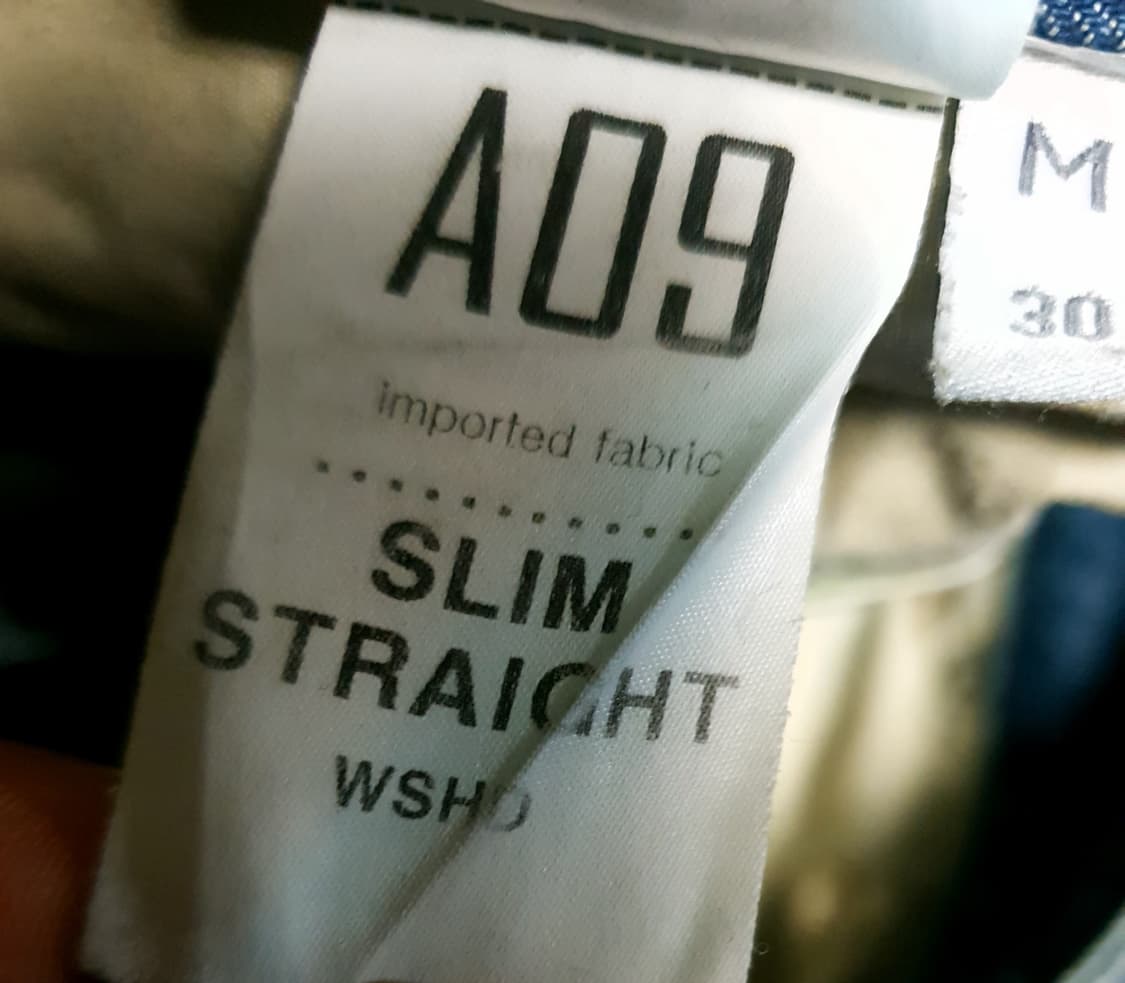 A09
imported fabric
SLIM
STRAIGHT
M
30